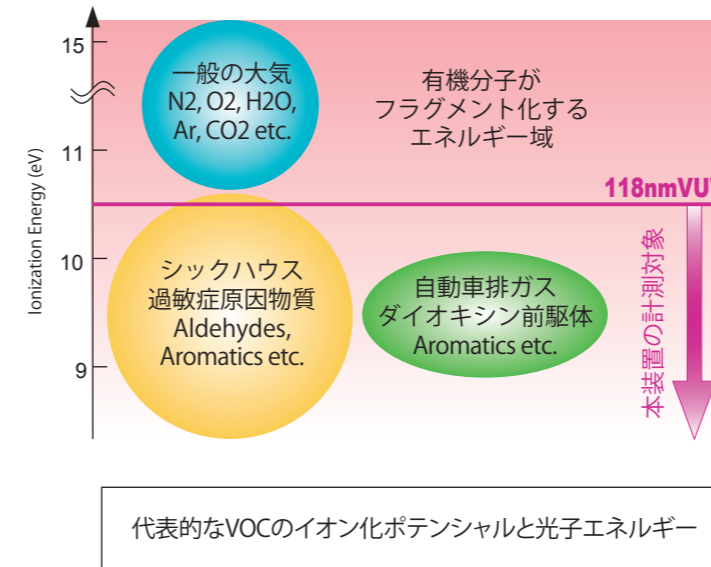 15
11
10
9
Ionization Energy (eV)
一般の大気
N2, O2, H2O,
Ar, CO2 etc.
有機分子が
フラグメント化する
エネルギー域
118nmVUV
シックハウス
過敏症原因物質
Aldehydes,
Aromatics etc.
自動車排ガス
ダイオキシン前駆体
Aromatics etc.
本装置の計測対象
代表的なVOCのイオン化ポテンシャルと光子エネルギー